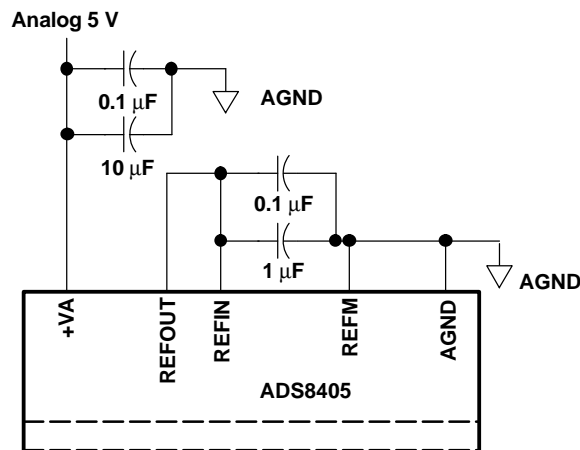 Analog 5 V
0.1 μF
AGND
10 μF
0.1 μF
1 μF
AGND
+VA
REFOUT
REFIN
REFM
AGND
ADS8405